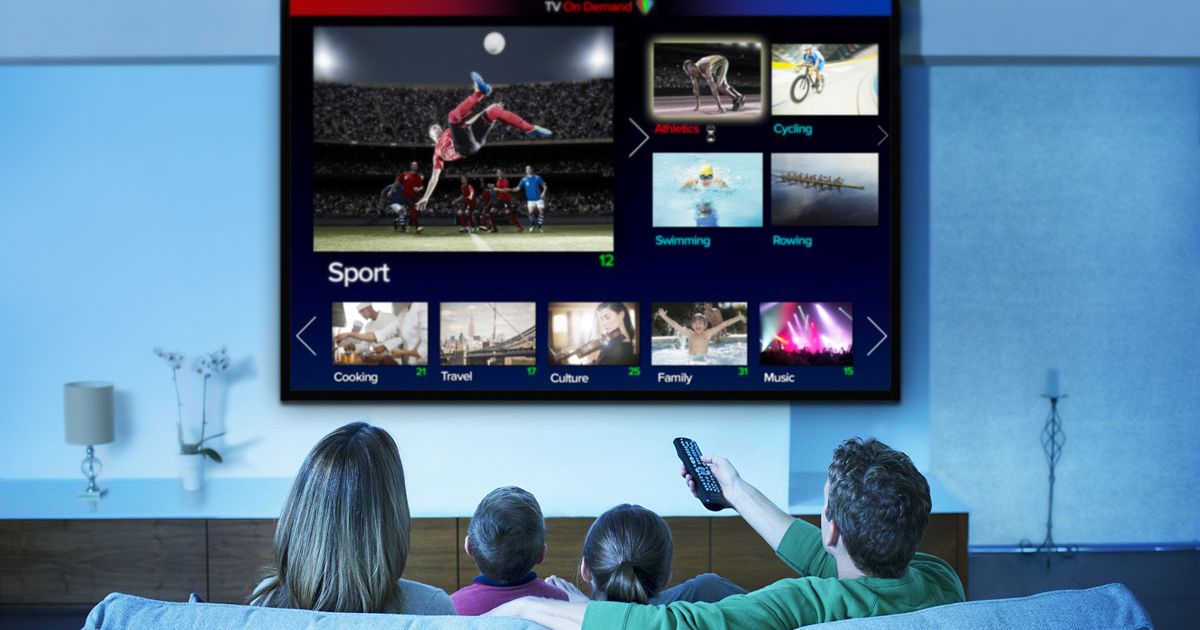 TV On Demand
Athletics
Cycling
Swimming
Rowing
12
Sport
21
17
25
31
15
Cooking
Travel
Culture
Family
Music